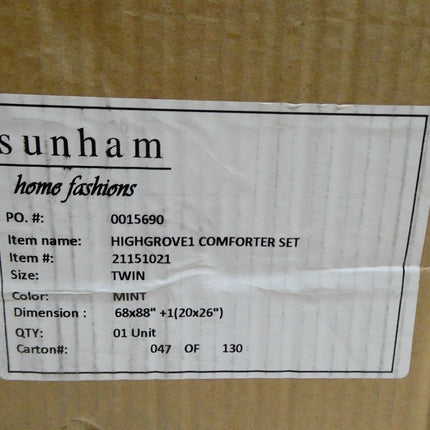 sunham
home fashions
PO. #: 0015690
Item name: HIGHGROVE1 COMFORTER SET
Item #: 21151021
Size: TWIN
Color: MINT
Dimension : 68x88" +1(20x26")
QTY: 01 Unit
Carton#: 047 OF 130